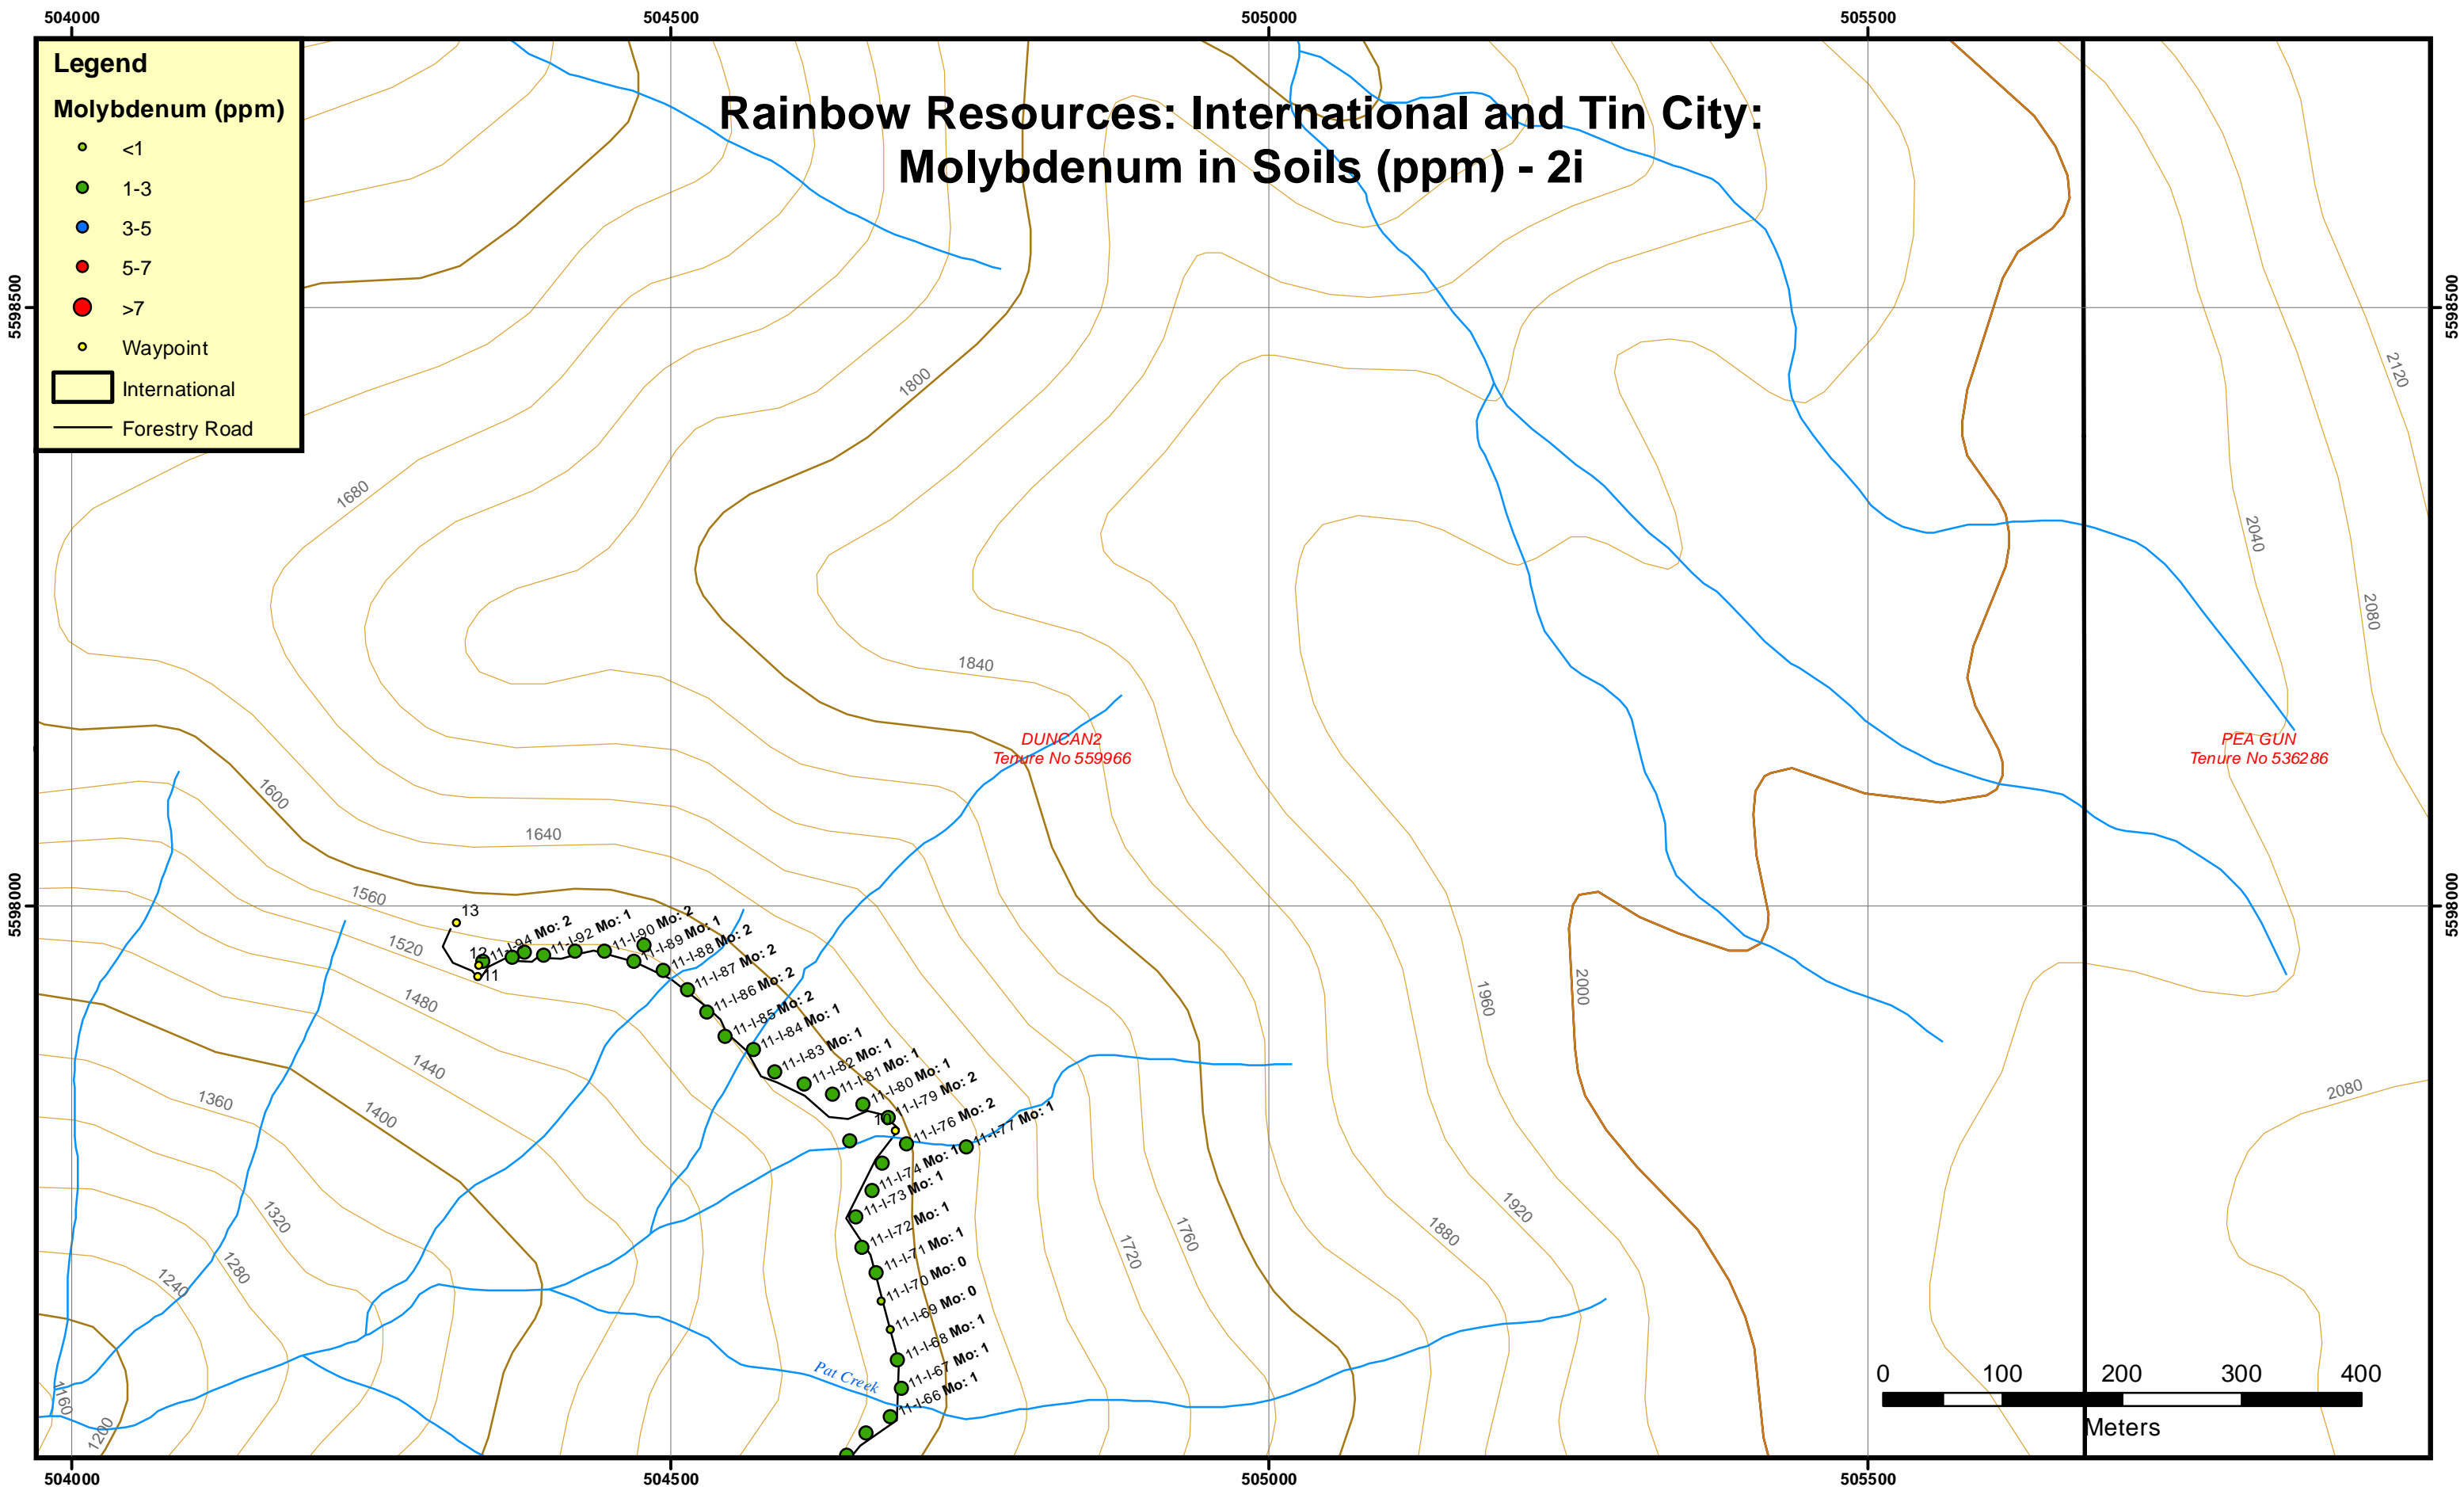 504000
504500
505000
505500
Legend
Molybdenum (ppm)
<1
1-3
3-5
5-7
>7
Waypoint
International
Forestry Road
Rainbow Resources: International and Tin City:
Molybdenum in Soils (ppm) - 2i
5598500
5598500
1800
2120
1680
2040
2080
1840
DUNCAN2
Tenure No 559966
PEA GUN
Tenure No 536286
1600
1640
5598000
5598000
1560
13
1520
12
11
11-I-94 Mo: 2
11-I-92 Mo: 1
11-I-90 Mo: 2
11-I-89 Mo: 1
11-I-88 Mo: 2
11-I-87 Mo: 2
11-I-86 Mo: 2
11-I-85 Mo: 2
11-I-84 Mo: 1
11-I-83 Mo: 1
11-I-82 Mo: 1
11-I-81 Mo: 1
11-I-80 Mo: 1
11-I-79 Mo: 2
11-I-76 Mo: 2
11-I-77 Mo: 1
11-I-74 Mo: 1
11-I-73 Mo: 1
11-I-72 Mo: 1
11-I-71 Mo: 1
11-I-70 Mo: 0
11-I-69 Mo: 0
11-I-68 Mo: 1
11-I-67 Mo: 1
11-I-66 Mo: 1
1480
1440
1360
1400
1960
2000
2080
1320
1280
1240
1720
1760
1880
1920
Pat Creek
1160
1200
0 100 200 300 400
Meters
504000
504500
505000
505500